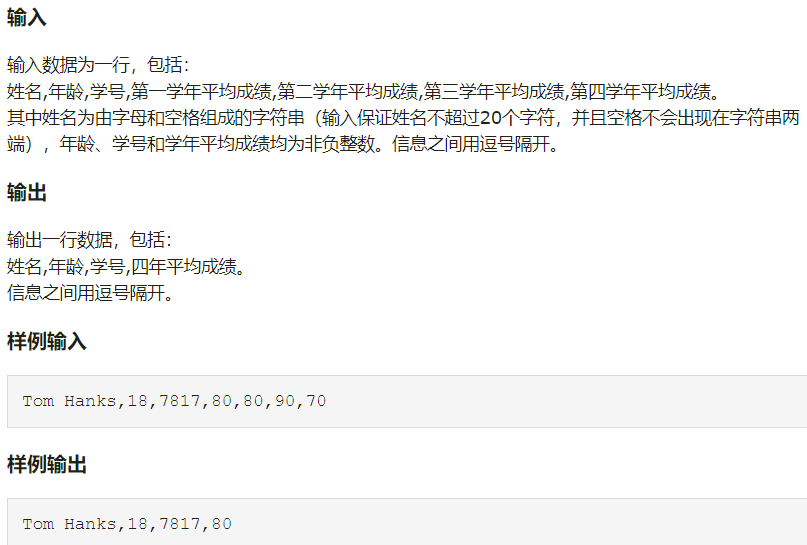 输入
输入数据为一行，包括：
姓名,年龄,学号,第一学年平均成绩,第二学年平均成绩,第三学年平均成绩,第四学年平均成绩。
其中姓名为由字母和空格组成的字符串（输入保证姓名不超过20个字符，并且空格不会出现在字符串两
端），年龄、学号和学年平均成绩均为非负整数。信息之间用逗号隔开。
输出
输出一行数据，包括：
姓名,年龄,学号,四年平均成绩。
信息之间用逗号隔开。
样例输入
Tom Hanks,18,7817,80,80,90,70
样例输出
Tom Hanks,18,7817,80